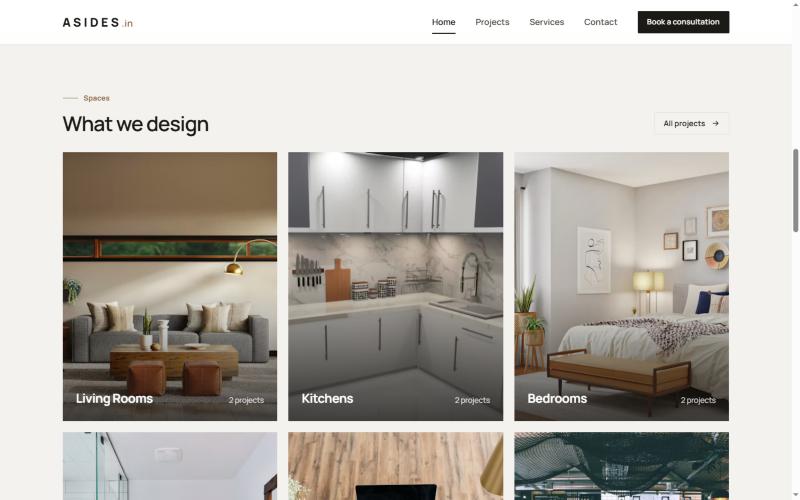 ASIDES.in
Home Projects Services Contact Book a consultation
Spaces
What we design
All projects →
Living Rooms 2 projects
Kitchens 2 projects
Bedrooms 2 projects